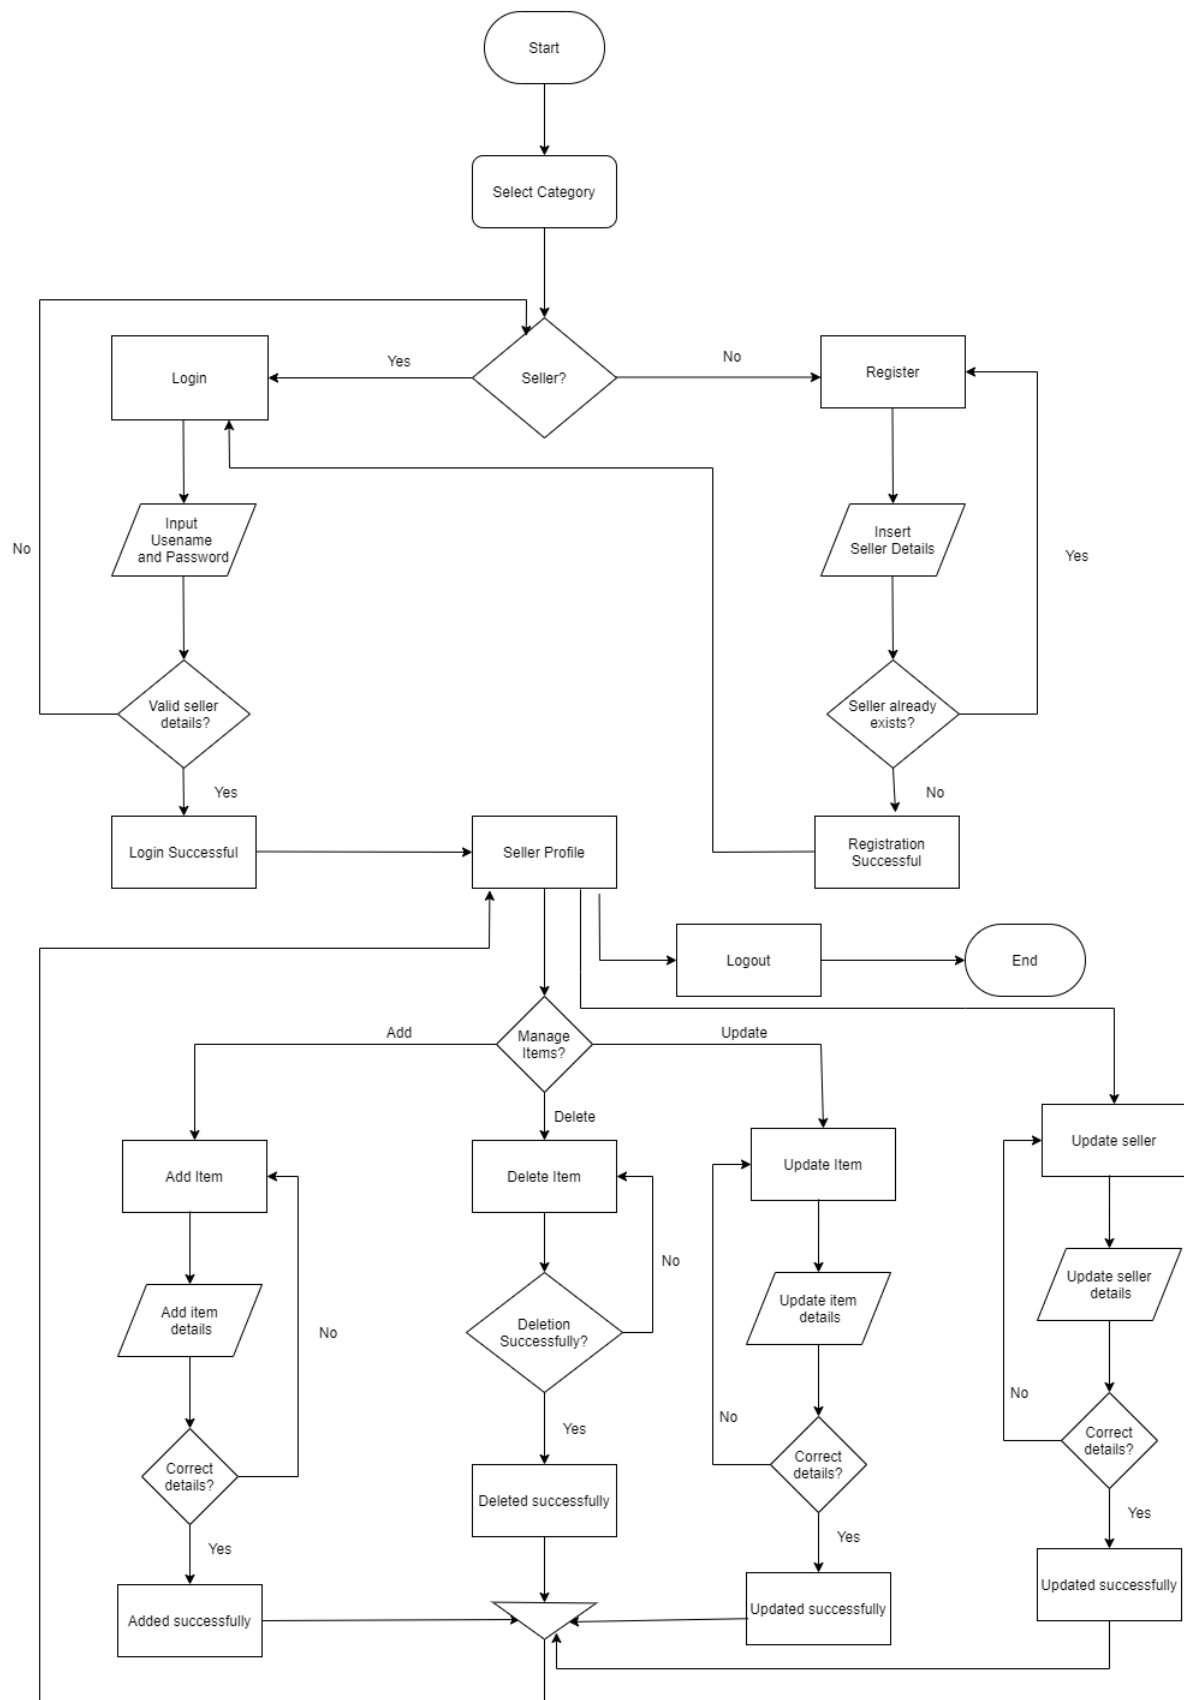 Start
Select Category
Seller?
Yes
No
Login
Register
Input
Usename
and Password
Insert
Seller Details
No
Yes
Valid seller
details?
Seller already
exists?
Yes
No
Login Successful
Seller Profile
Registration
Successful
Logout
End
Manage
Items?
Add
Update
Delete
Add Item
Delete Item
Update Item
Update seller
No
Add item
details
No
Deletion
Successfully?
Update item
details
Update seller
details
No
No
Correct
details?
Yes
Correct
details?
Correct
details?
Deleted successfully
Yes
Yes
Yes
Added successfully
Updated successfully
Updated successfully